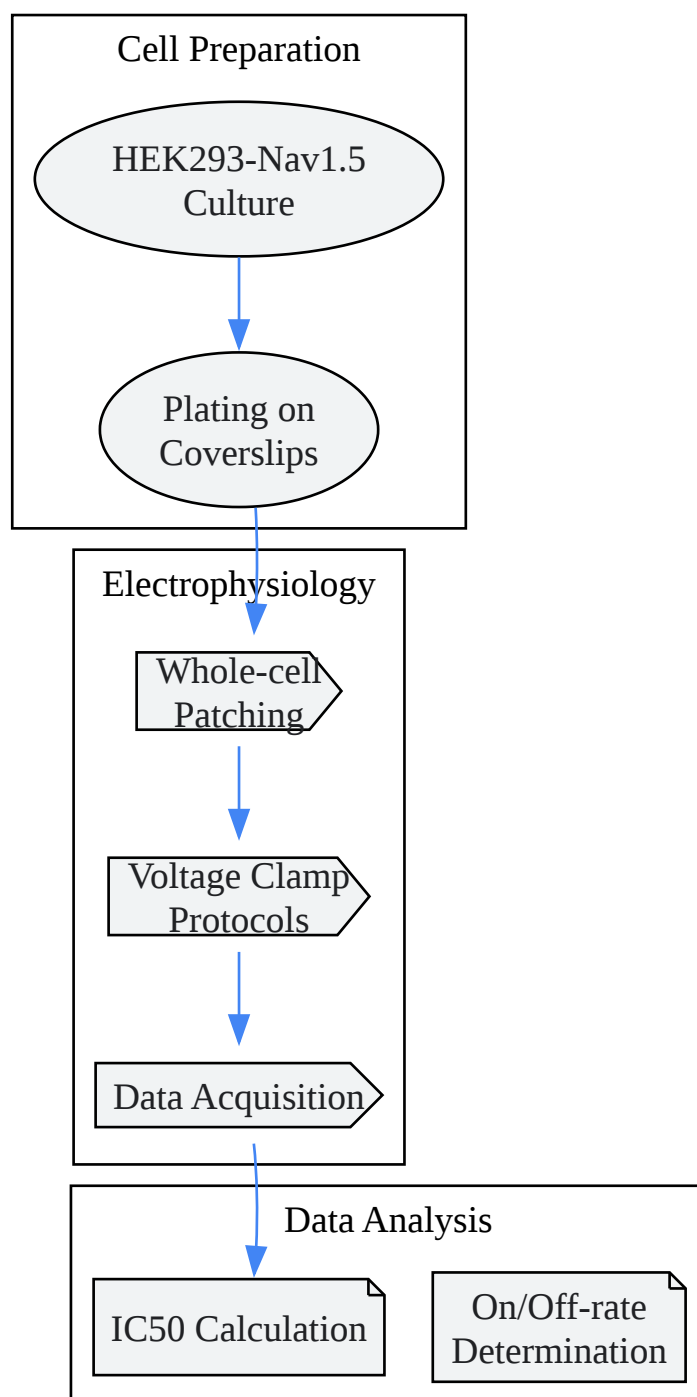 Cell Preparation
HEK293-Nav1.5
Culture
Plating on
Coverslips
Electrophysiology
Whole-cell
Patching
Voltage Clamp
Protocols
Data Acquisition
Data Analysis
IC50 Calculation
On/Off-rate
Determination